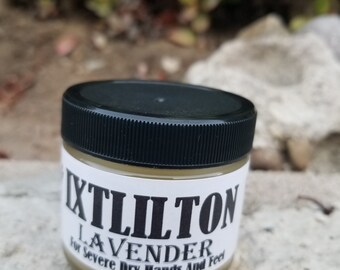 IXTLILTON
LAVENDER
For Severe Dry Hands And Feet